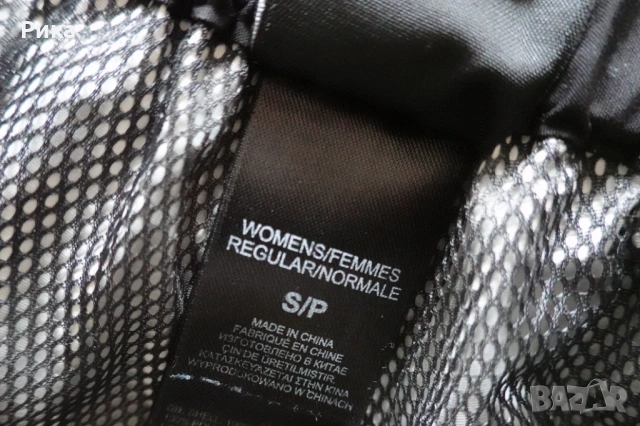 Рика
WOMENS/FEMMES
REGULAR/NORMALE
S/P
MADE IN CHINA
FABRIQUÉ EN CHINE
ИЗГОТОВЛЕНО В КИТАЕ
ÇIN'DE ÜRETILMISTIR.
ΚΑΤΑΣΚΕΥΑΖΕΤΑΙ ΣΤΗΝ ΚΙΝΑ
WYPRODUKOWANO W CHINACH
BAZAR